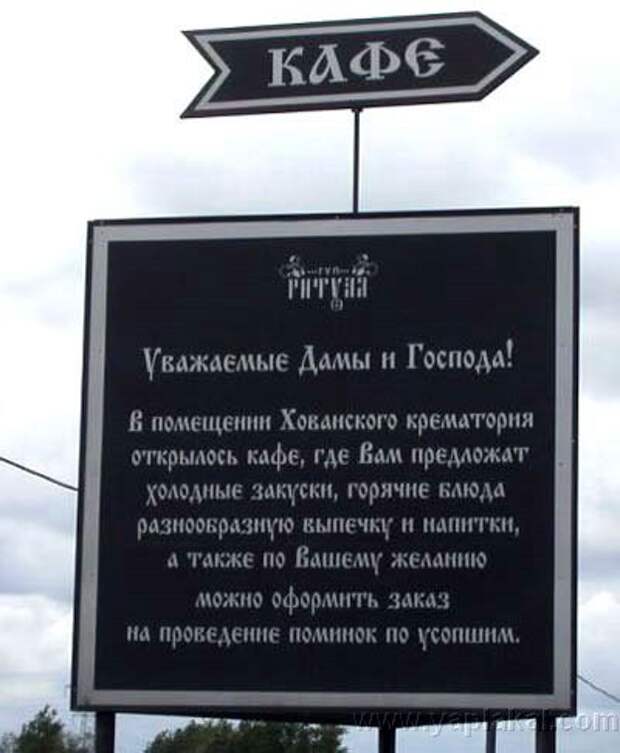 КАФЕ
ГУП
РИТУАЛ
Уважаемые Дамы и Господа!
В помещении Хованского крематория
открылось кафе, где Вам предложат
холодные закуски, горячие блюда
разнообразную выпечку и напитки,
а также по Вашему желанию
можно оформить заказ
на проведение поминок по усопшим.
www.yaplakal.com